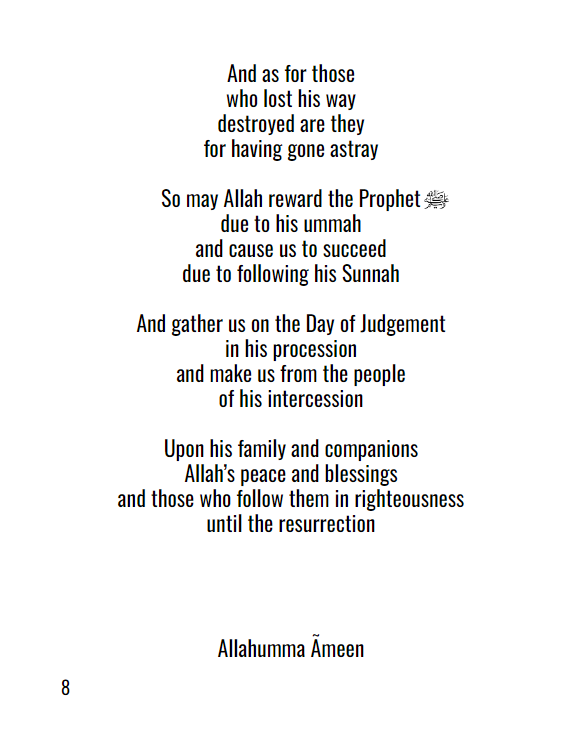 And as for those
who lost his way
destroyed are they
for having gone astray
So may Allah reward the Prophet ﷺ
due to his ummah
and cause us to succeed
due to following his Sunnah
And gather us on the Day of Judgement
in his procession
and make us from the people
of his intercession
Upon his family and companions
Allah’s peace and blessings
and those who follow them in righteousness
until the resurrection
Allahumma Ãmeen
8